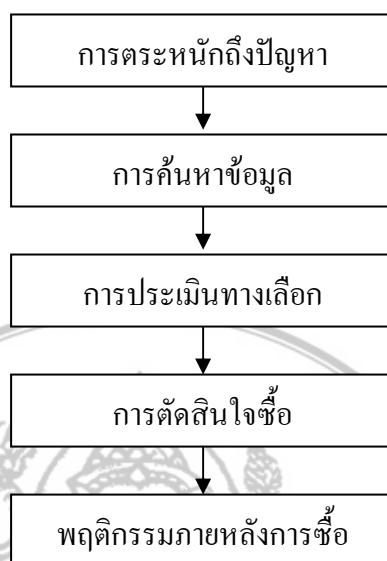 การตระหนักถึงปัญหา
การค้นหาข้อมูล
การประเมินทางเลือก
การตัดสินใจซื้อ
พฤติกรรมภายหลังการซื้อ